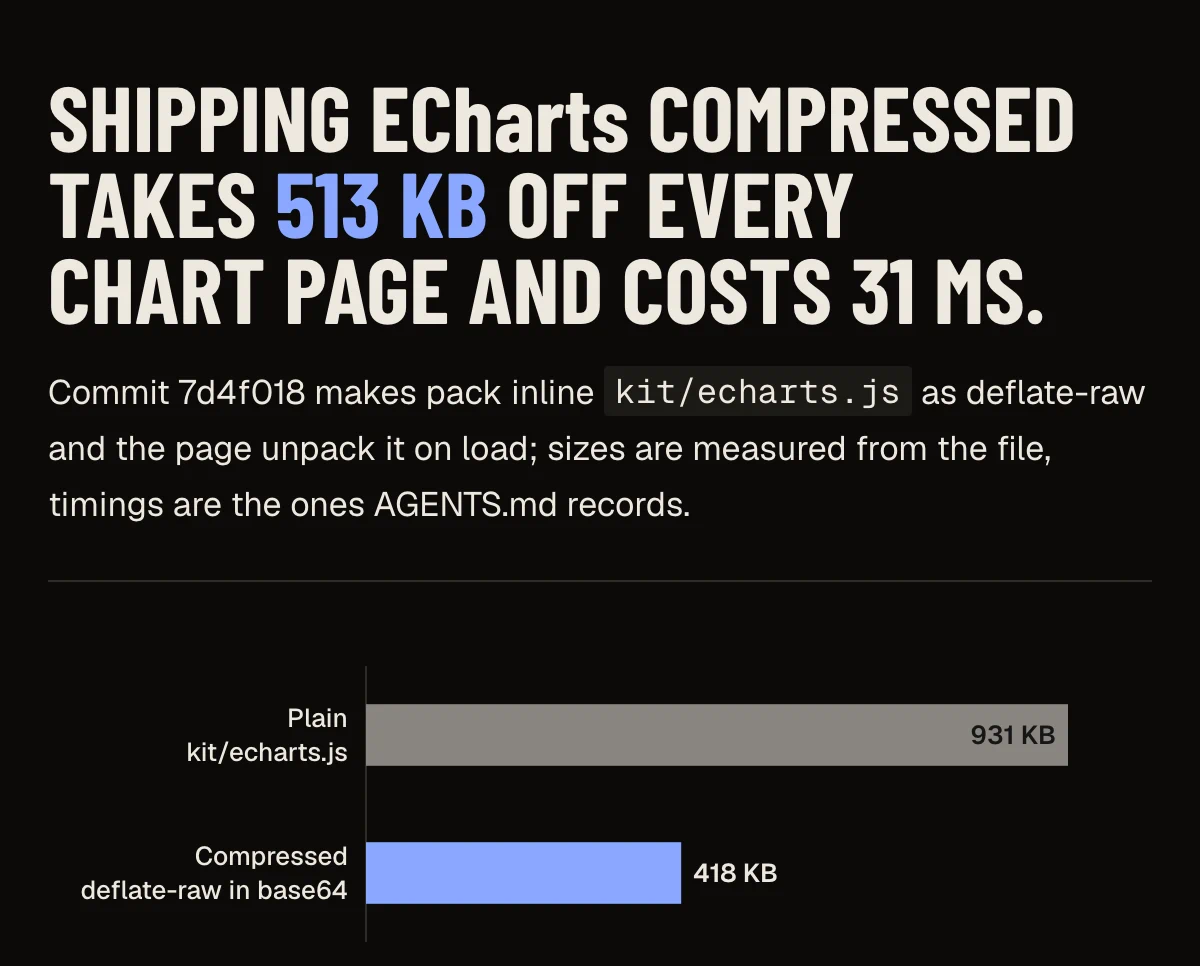 SHIPPING ECharts COMPRESSED
TAKES 513 KB OFF EVERY
CHART PAGE AND COSTS 31 MS.
Commit 7d4f018 makes pack inline kit/echarts.js as deflate-raw
and the page unpack it on load; sizes are measured from the file,
timings are the ones AGENTS.md records.
Plain
kit/echarts.js
931 KB
Compressed
deflate-raw in base64
418 KB